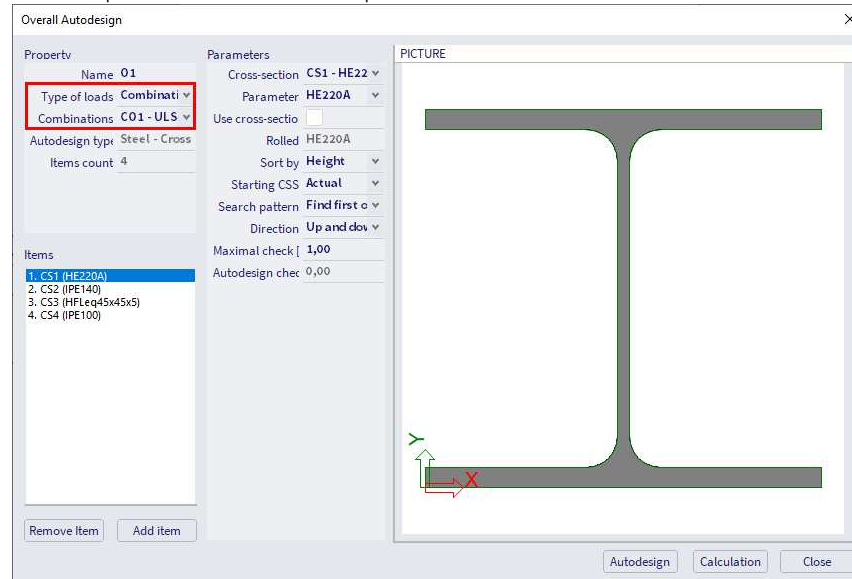 Overall Autodesign
Property
Name O1
Type of loads Combinati
Combinations CO1 - ULS
Autodesign type Steel - Cross
Items count 4
Items
1. CS1 (HE220A)
2. CS2 (IPE140)
3. CS3 (HFLeq45x45x5)
4. CS4 (IPE100)
Remove Item Add item
Parameters
Cross-section CS1 - HE22
Parameter HE220A
Use cross-sectio
Rolled HE220A
Sort by Height
Starting CSS Actual
Search pattern Find first o
Direction Up and dov
Maximal check [ 1,00
Autodesign chec 0,00
PICTURE
Y
X
Autodesign Calculation Close